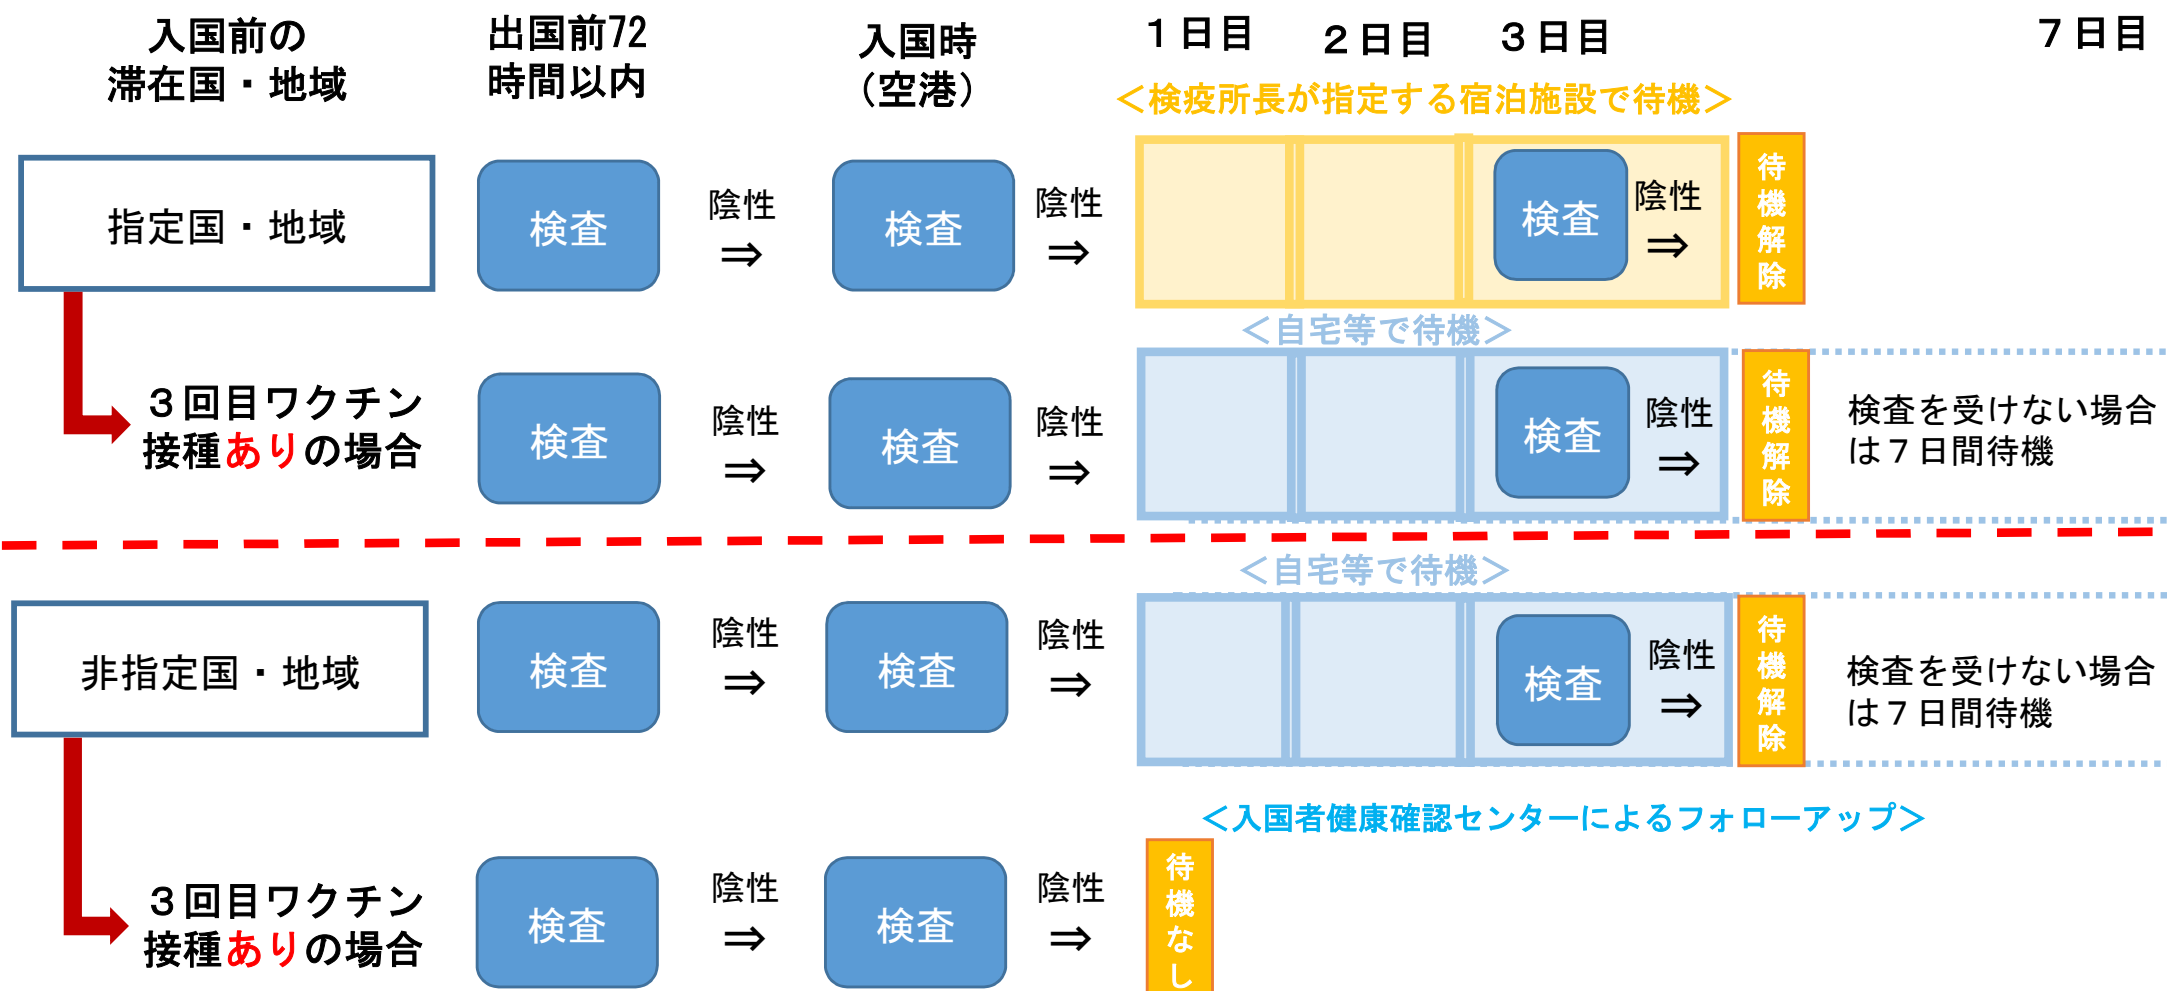 入国前の
滞在国・地域
出国前72
時間以内
入国時
（空港）
１日目
２日目
３日目
７日目
＜検疫所長が指定する宿泊施設で待機＞
指定国・地域
検査
陰性
⇒
検査
陰性
⇒
検査
陰性
⇒
待機解除
＜自宅等で待機＞
３回目ワクチン
接種ありの場合
検査
陰性
⇒
検査
陰性
⇒
検査
陰性
⇒
待機解除
検査を受けない場合
は７日間待機
＜自宅等で待機＞
非指定国・地域
検査
陰性
⇒
検査
陰性
⇒
検査
陰性
⇒
待機解除
検査を受けない場合
は７日間待機
＜入国者健康確認センターによるフォローアップ＞
３回目ワクチン
接種ありの場合
検査
陰性
⇒
検査
陰性
⇒
待機なし